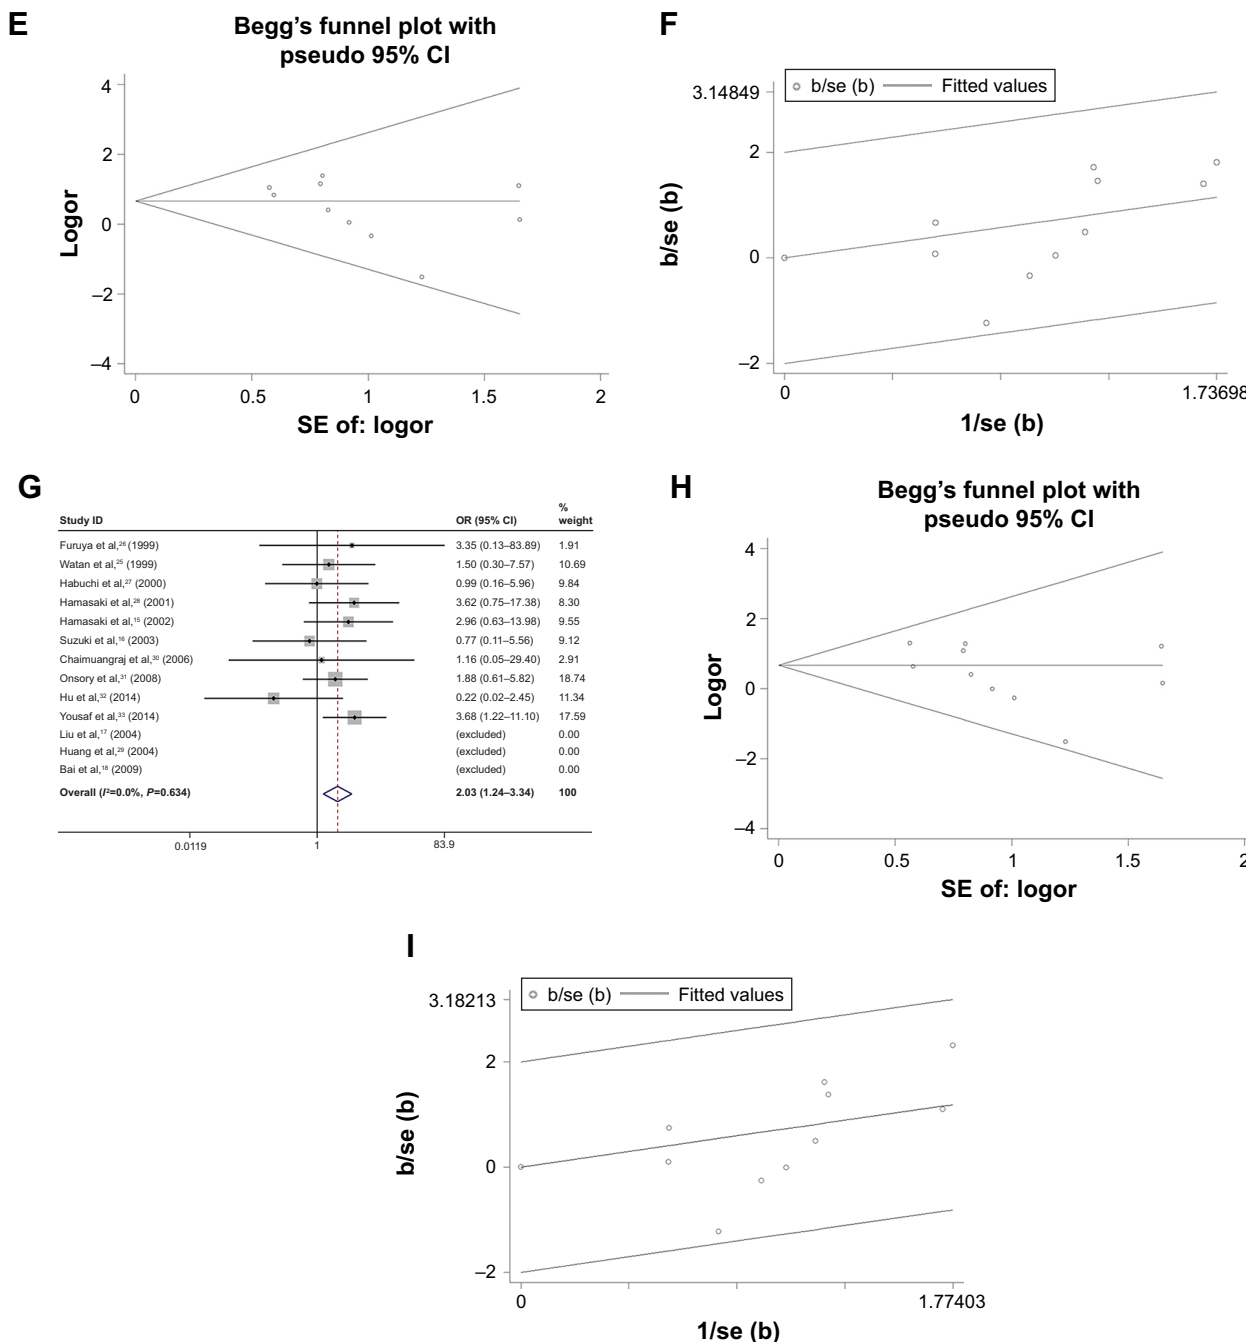 E
Begg’s funnel plot with
pseudo 95% CI
4
2
0
–2
–4
Logor
0
0.5
1
1.5
2
SE of: logor
F
b/se (b)
Fitted values
3.14849
2
0
–2
b/se (b)
0
1.73698
1/se (b)
G
Study ID
OR (95% CI)
%
weight
Furuya et al,²⁶ (1999) 3.35 (0.13–83.89) 1.91
Watan et al,²⁵ (1999) 1.50 (0.30–7.57) 10.69
Habuchi et al,²⁷ (2000) 0.99 (0.16–5.96) 9.84
Hamasaki et al,²⁸ (2001) 3.62 (0.75–17.38) 8.30
Hamasaki et al,¹⁵ (2002) 2.96 (0.63–13.98) 9.55
Suzuki et al,¹⁶ (2003) 0.77 (0.11–5.56) 9.12
Chaimuangraj et al,³⁰ (2006) 1.16 (0.05–29.40) 2.91
Onsory et al,³¹ (2008) 1.88 (0.61–5.82) 18.74
Hu et al,³² (2014) 0.22 (0.02–2.45) 11.34
Yousaf et al,³³ (2014) 3.68 (1.22–11.10) 17.59
Liu et al,¹⁷ (2004) (excluded) 0.00
Huang et al,²⁹ (2004) (excluded) 0.00
Bai et al,¹⁸ (2009) (excluded) 0.00
Overall (I²=0.0%, P=0.634) 2.03 (1.24–3.34) 100
0.0119
1
83.9
H
Begg’s funnel plot with
pseudo 95% CI
4
2
0
–2
–4
Logor
0
0.5
1
1.5
2
SE of: logor
I
b/se (b)
Fitted values
3.18213
2
0
–2
b/se (b)
0
1.77403
1/se (b)